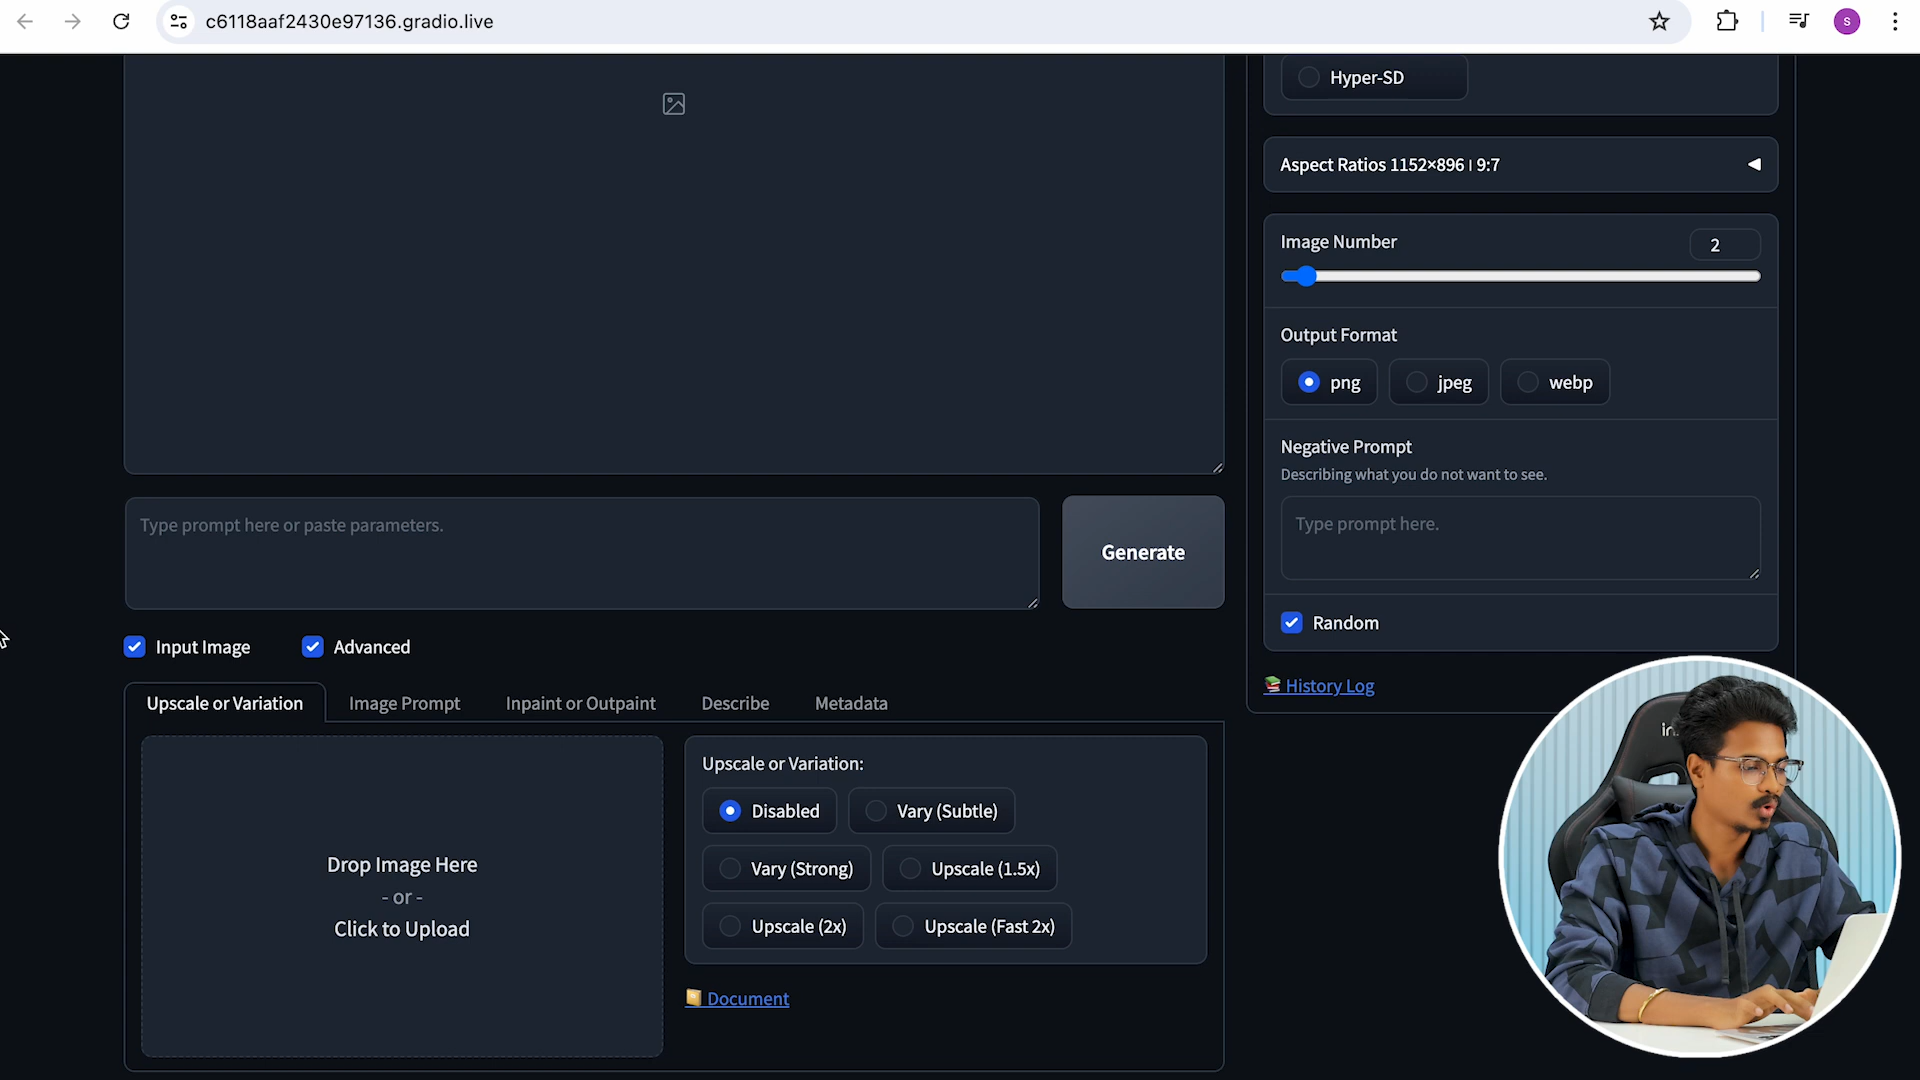 c6118aaf2430e97136.gradio.live
S
Hyper-SD
Aspect Ratios 1152×896 | 9:7
Image Number
2
Output Format
png
jpeg
webp
Negative Prompt
Describing what you do not want to see.
Type prompt here.
Random
History Log
Type prompt here or paste parameters.
Generate
Input Image
Advanced
Upscale or Variation
Image Prompt
Inpaint or Outpaint
Describe
Metadata
Drop Image Here
- or -
Click to Upload
Upscale or Variation:
Disabled
Vary (Subtle)
Vary (Strong)
Upscale (1.5x)
Upscale (2x)
Upscale (Fast 2x)
Document